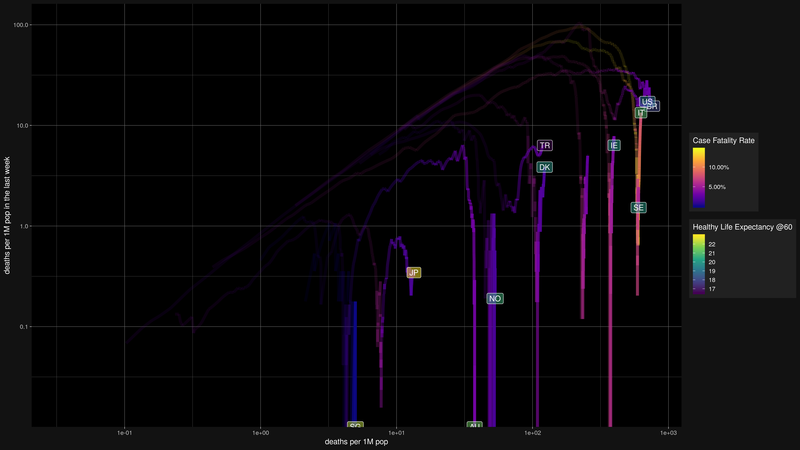 100.0
10.0
1.0
0.1
deaths per 1M pop in the last week
US
IT
TR
IE
DK
SE
JP
NO
SG
AU
1e-01
1e+00
1e+01
1e+02
1e+03
deaths per 1M pop
Case Fatality Rate
10.00%
5.00%
Healthy Life Expectancy @60
22
21
20
19
18
17